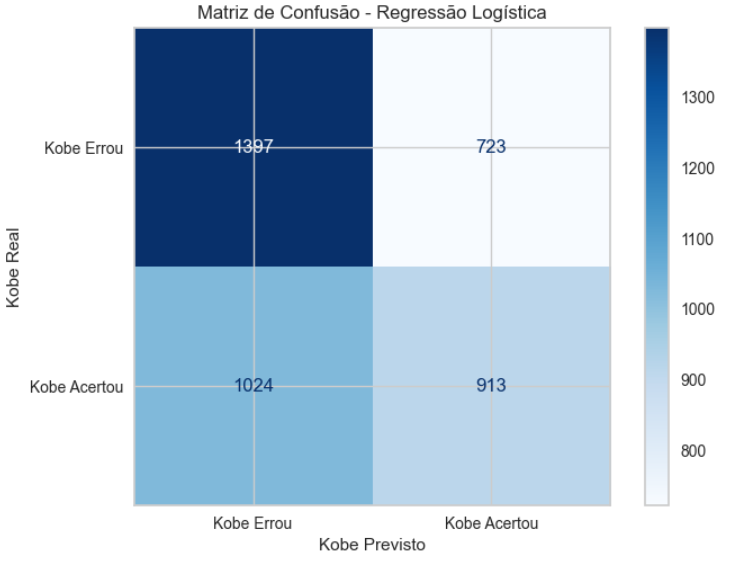 Matriz de Confusão - Regressão Logística
Kobe Real
Kobe Errou
1397
723
Kobe Acertou
1024
913
Kobe Errou
Kobe Acertou
Kobe Previsto
1300
1200
1100
1000
900
800